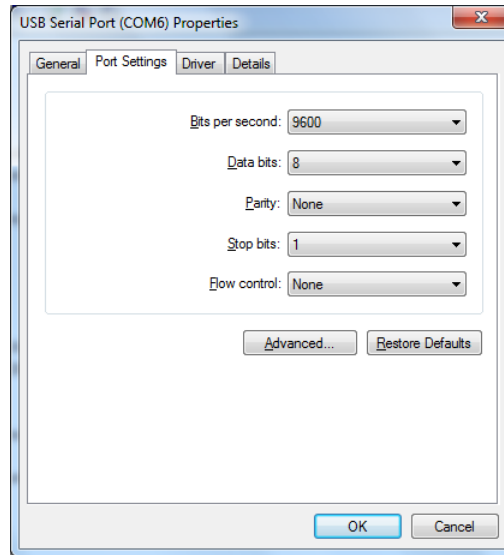 USB Serial Port (COM6) Properties
General Port Settings Driver Details
Bits per second: 9600
Data bits: 8
Parity: None
Stop bits: 1
Flow control: None
Advanced... Restore Defaults
OK Cancel